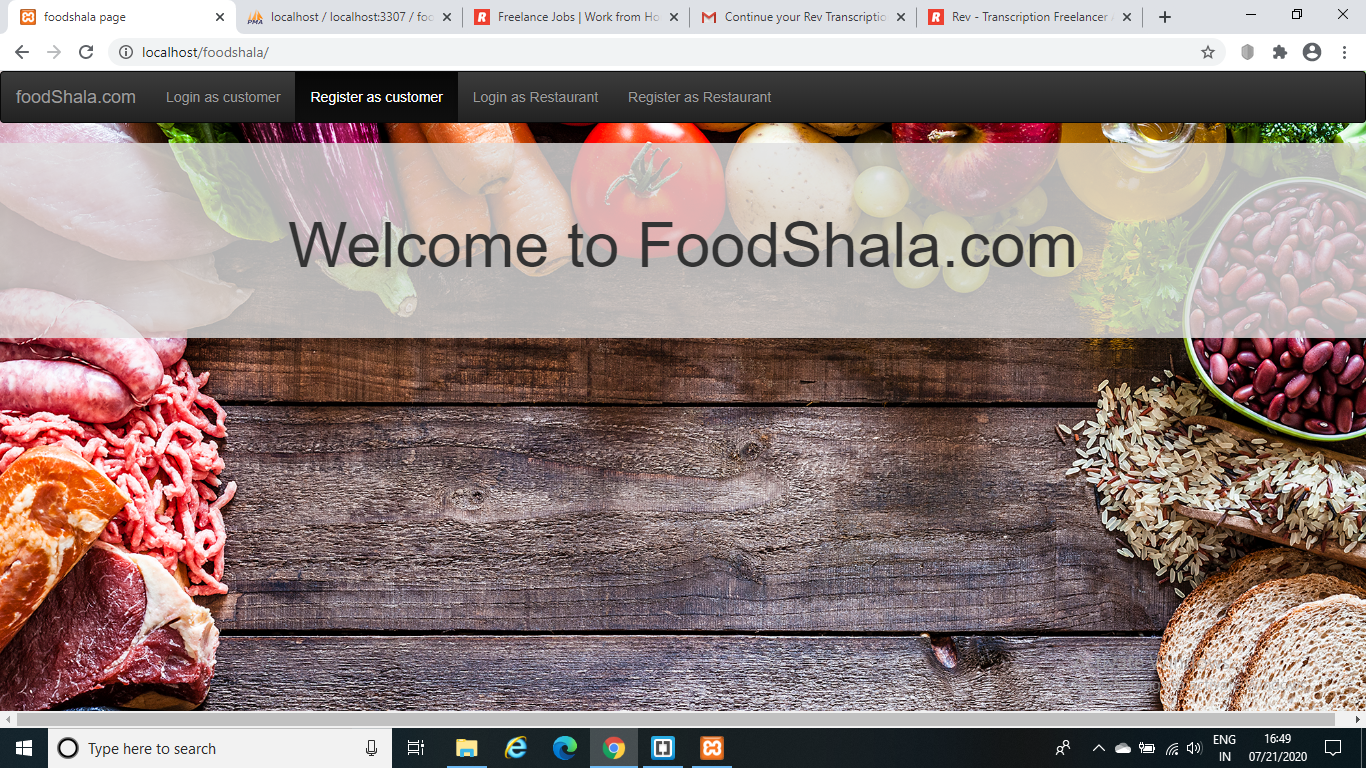 foodshala page
localhost / localhost:3307 / foo
Freelance Jobs | Work from Ho
Continue your Rev Transcriptio
Rev - Transcription Freelancer A
localhost/foodshala/
foodShala.com
Login as customer
Register as customer
Login as Restaurant
Register as Restaurant
Welcome to FoodShala.com
Type here to search
ENG
IN
16:49
07/21/2020